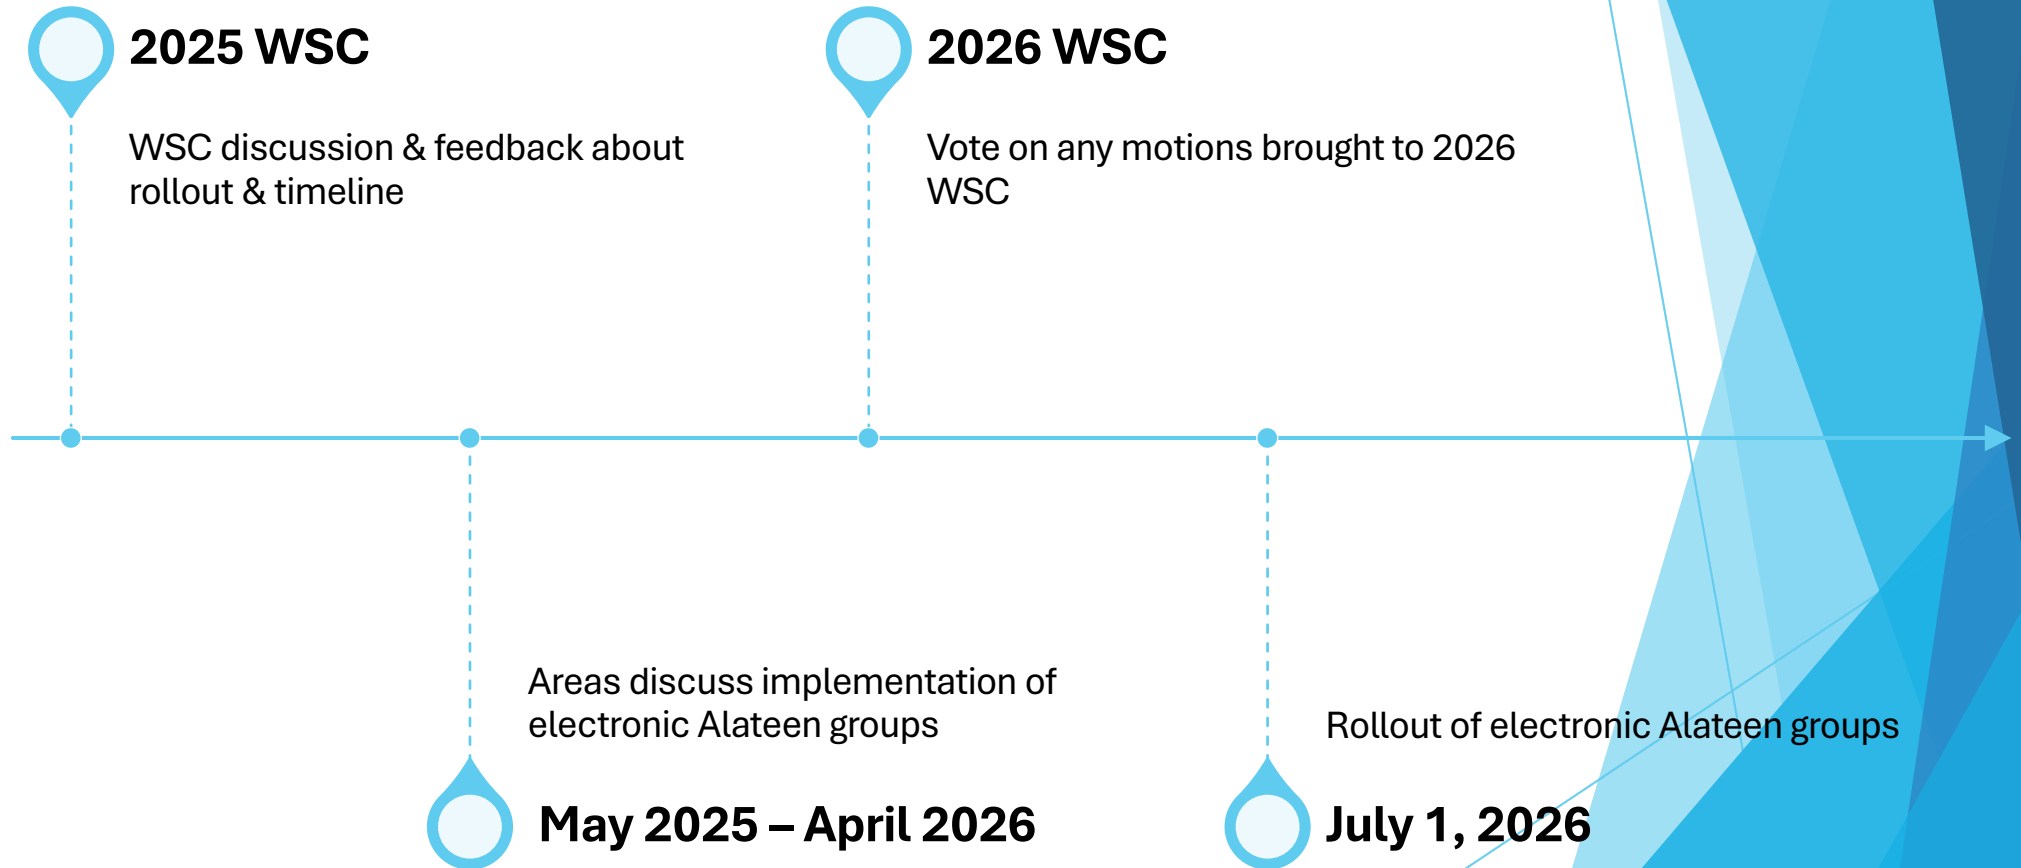 2025 WSC
WSC discussion & feedback about
rollout & timeline
2026 WSC
Vote on any motions brought to 2026
WSC
Areas discuss implementation of
electronic Alateen groups
May 2025 – April 2026
Rollout of electronic Alateen groups
July 1, 2026